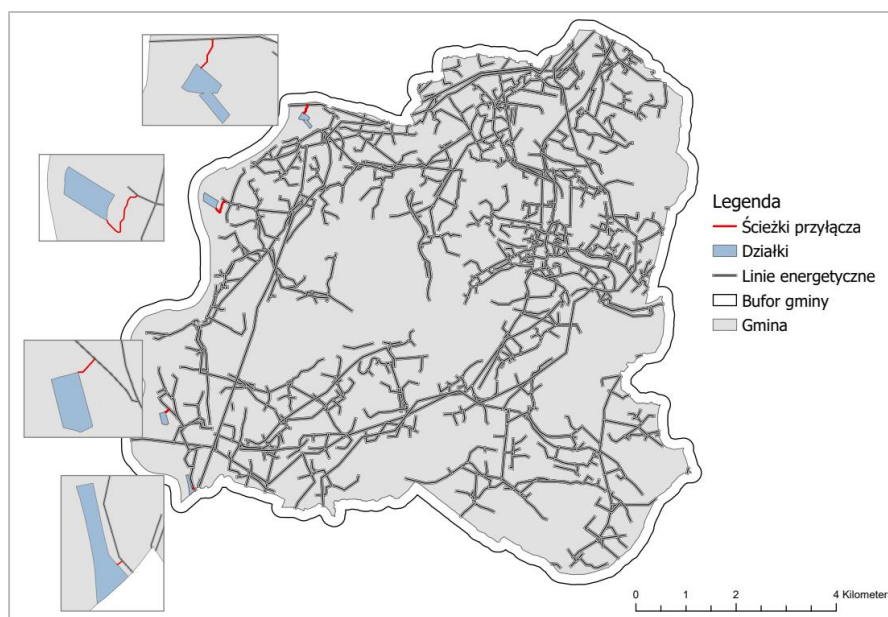 Legenda
Ścieżki przyłącza
Działki
Linie energetyczne
Bufor gminy
Gmina
0 1 2 4 Kilometer